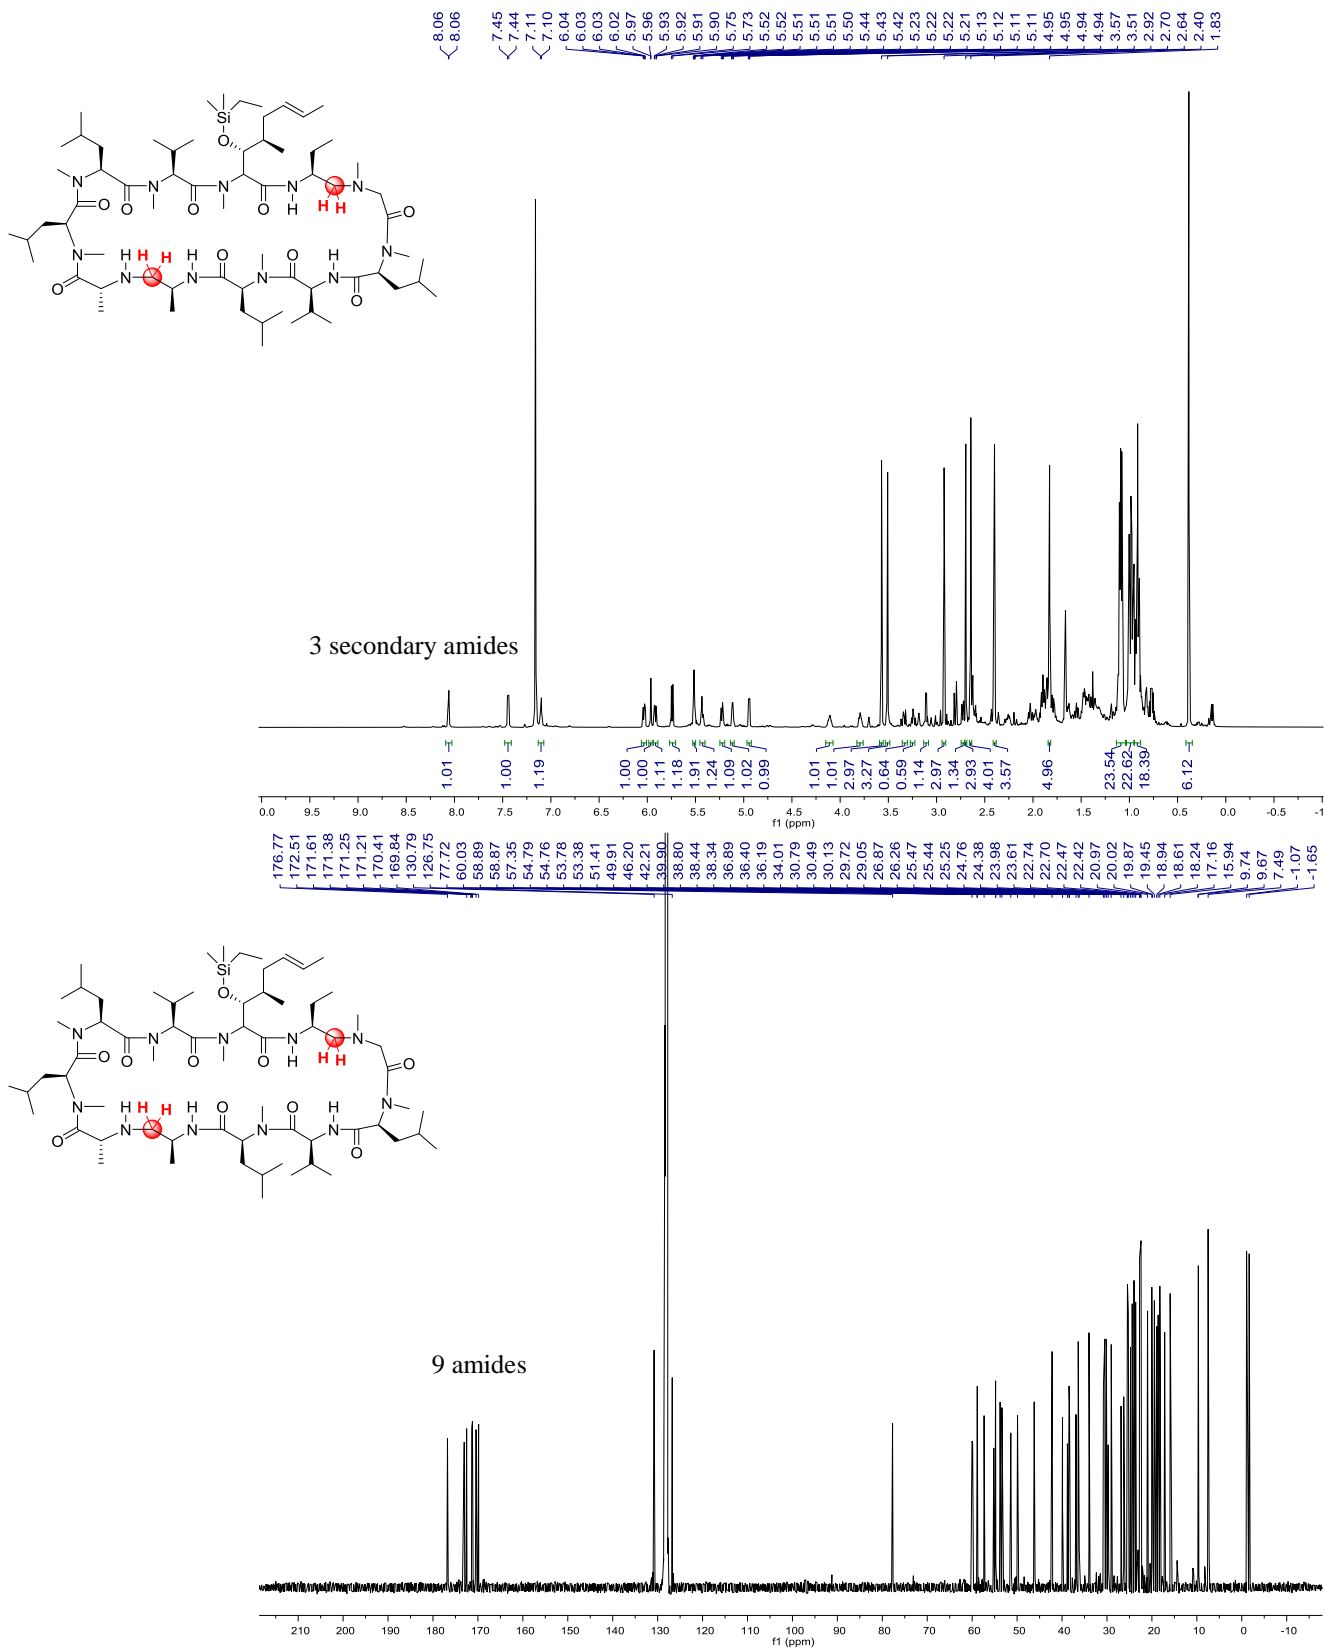 8.06
8.06
7.45
7.44
7.11
7.10
6.04
6.03
6.03
6.02
5.97
5.96
5.93
5.92
5.91
5.90
5.75
5.73
5.52
5.52
5.51
5.51
5.51
5.50
5.44
5.43
5.42
5.23
5.22
5.22
5.21
5.13
5.12
5.11
5.11
4.95
4.95
4.94
4.94
3.57
3.51
2.92
2.70
2.64
2.40
1.83
Si
O
N
O
N
O
N
O
N
H
N
H H
O
N
O
N
O
N
H
H H
N
H
O
N
O
N
H
O
3 secondary amides
1.01
1.00
1.19
1.00
1.00
1.11
1.18
1.91
1.24
1.09
1.02
0.99
1.01
1.01
2.97
3.27
0.64
0.59
1.14
2.97
1.34
2.93
4.01
3.57
4.96
23.54
22.62
18.39
6.12
0.0 9.5 9.0 8.5 8.0 7.5 7.0 6.5 6.0 5.5 5.0 4.5 4.0 3.5 3.0 2.5 2.0 1.5 1.0 0.5 0.0 -0.5 -1
f1 (ppm)
176.77
172.51
171.61
171.38
171.25
171.21
170.41
169.84
130.79
126.75
77.72
60.03
58.89
58.87
57.35
54.79
54.76
53.78
53.38
51.41
49.91
46.20
42.21
39.90
38.80
38.44
38.34
36.89
36.40
36.19
34.01
30.79
30.49
30.13
29.72
29.05
26.87
26.26
25.47
25.44
25.25
24.76
24.38
23.98
23.61
22.74
22.70
22.47
22.42
20.97
20.02
19.87
19.45
18.94
18.61
18.24
17.16
15.94
9.74
9.67
7.49
-1.07
-1.65
Si
O
N
O
N
O
N
O
N
H
N
H H
O
N
O
N
O
N
H
H H
N
H
O
N
O
N
H
O
9 amides
210 200 190 180 170 160 150 140 130 120 110 100 90 80 70 60 50 40 30 20 10 0 -10
f1 (ppm)